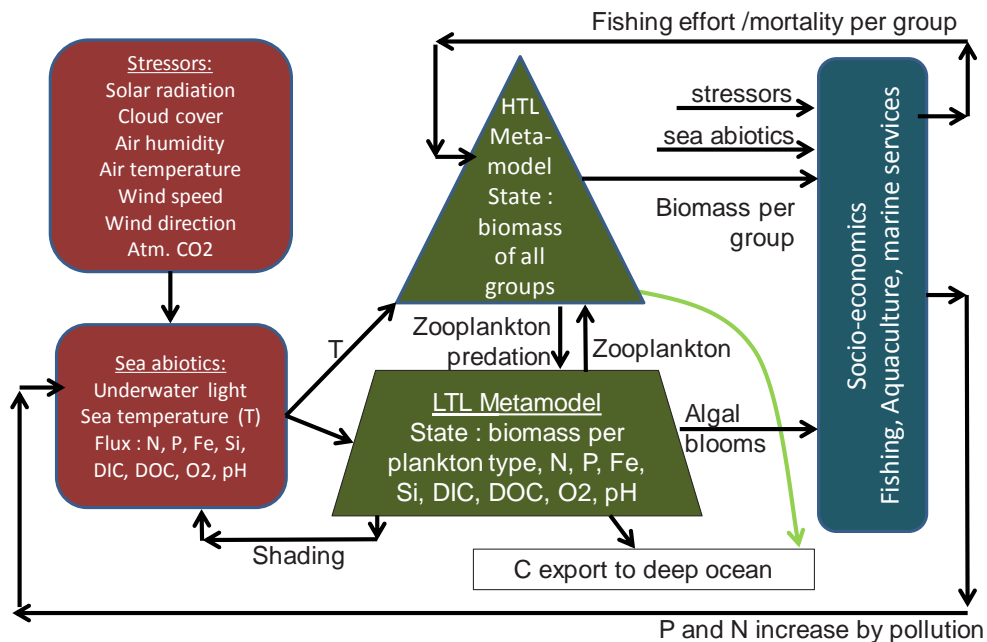 Fishing effort /mortality per group
Stressors:
Solar radiation
Cloud cover
Air humidity
Air temperature
Wind speed
Wind direction
Atm. CO2
HTL
Meta-
model
State :
biomass
of all
groups
stressors
sea abiotics
Biomass per
group
Socio-economics
Fishing, Aquaculture, marine services
T
Zooplankton
predation
Zooplankton
Sea abiotics:
Underwater light
Sea temperature (T)
Flux : N, P, Fe, Si,
DIC, DOC, O2, pH
LTL Metamodel
State : biomass per
plankton type, N, P, Fe,
Si, DIC, DOC, O2, pH
Algal
blooms
Shading
C export to deep ocean
P and N increase by pollution